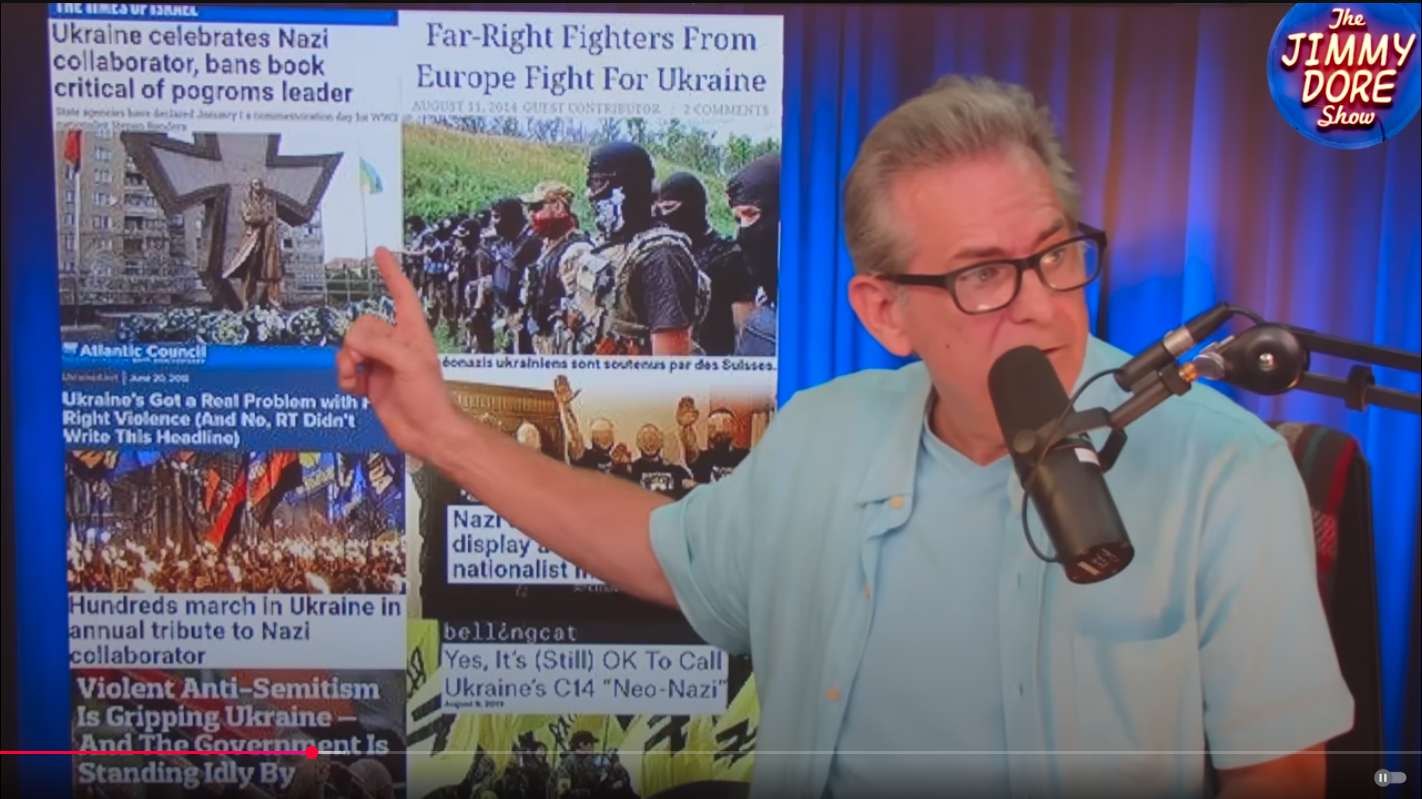 THE TIMES OF ISRAEL
Ukraine celebrates Nazi
collaborator, bans book
critical of pogroms leader
State agencies have declared January 1 a commemoration day for WW2
nationalist Stepan Bandera
Atlantic Council
UkraineAlert | June 20, 2018
Ukraine's Got a Real Problem with
Right Violence (And No, RT Didn't
Write This Headline)
Hundreds march in Ukraine in
annual tribute to Nazi
collaborator
Violent Anti-Semitism
Is Gripping Ukraine —
And The Government Is
Standing Idly By
Far-Right Fighters From
Europe Fight For Ukraine
AUGUST 11, 2014 GUEST CONTRIBUTOR / 2 COMMENTS
éonazis ukrainiens sont soutenus par des Suisses.
Nazi
display
nationalist
bellingcat
Yes, It's (Still) OK To Call
Ukraine's C14 "Neo-Nazi"
August 9, 2019
The
JIMMY
DORE
Show